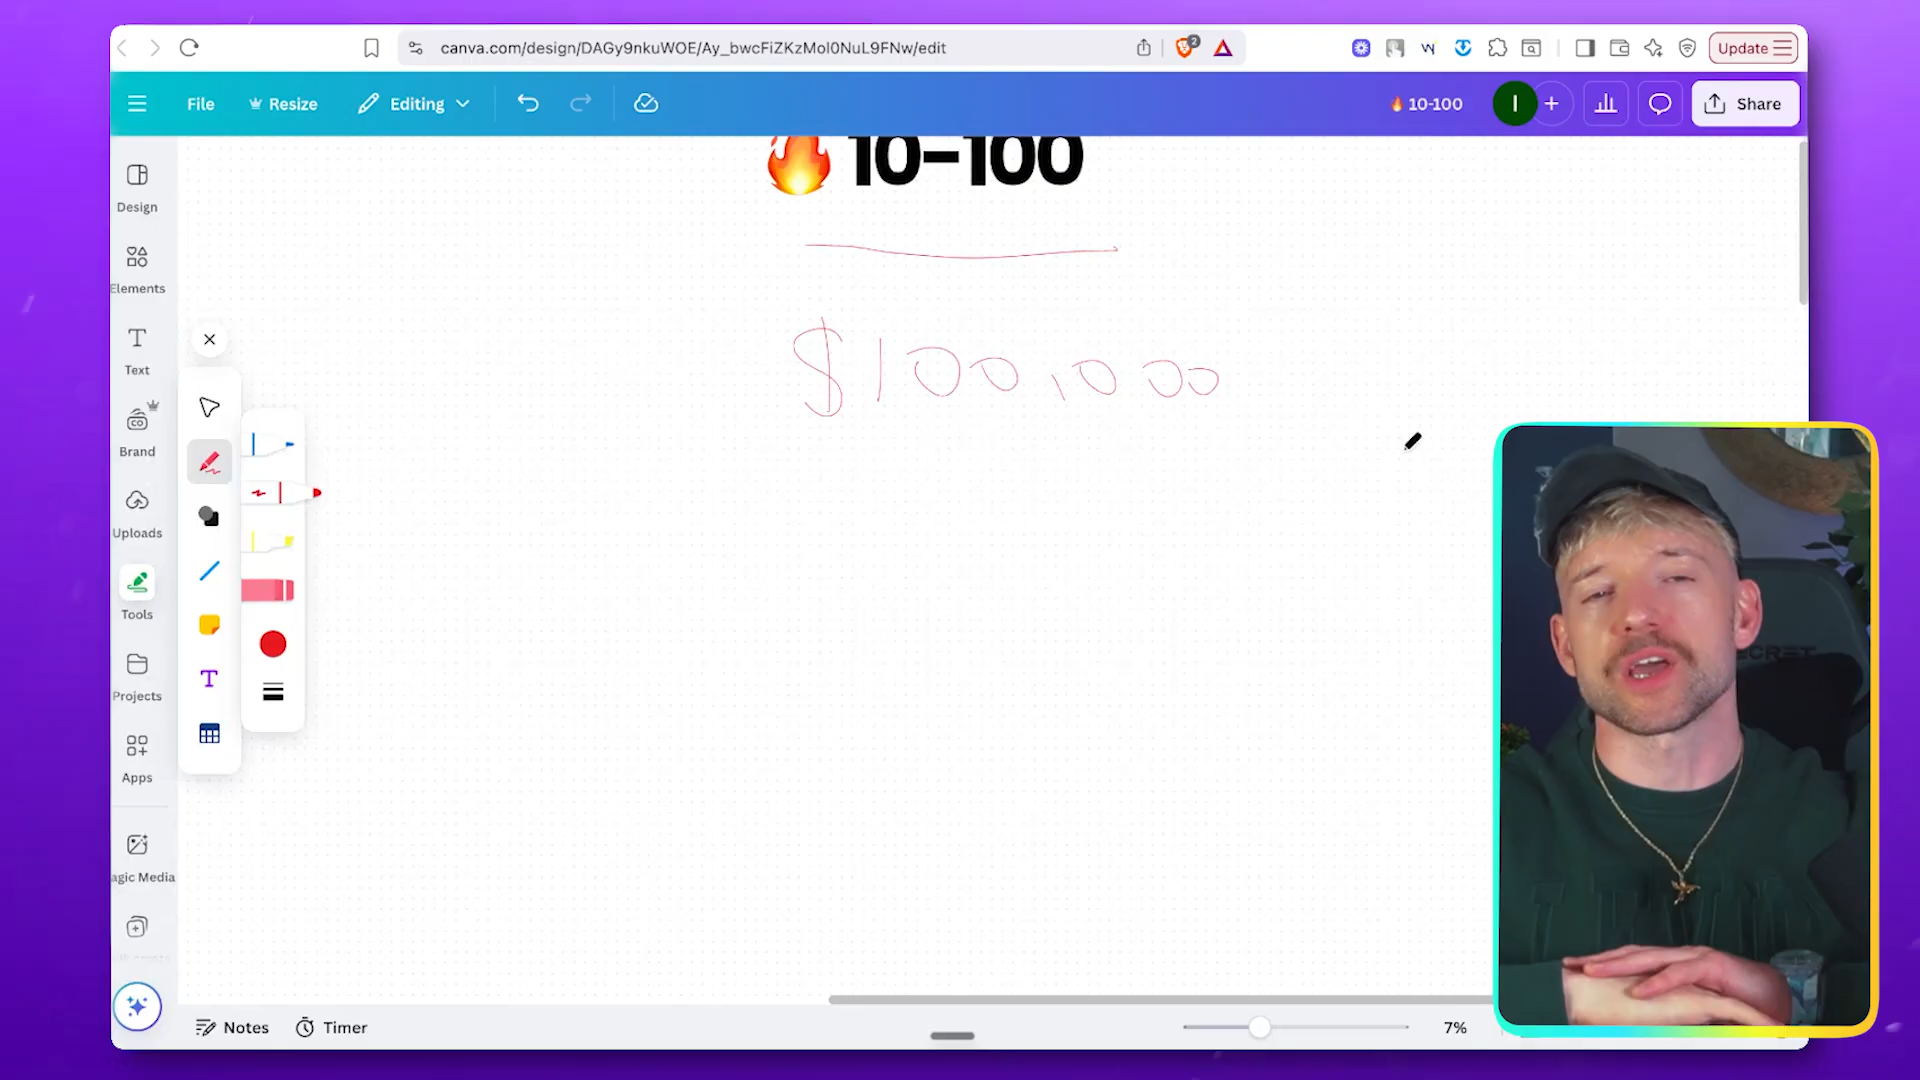 canva.com/design/DAGy9nkuWOE/Ay_bwcFiZKzMol0NuL9FNw/edit
2
Update
File
Resize
Editing
🔥 10-100
I
+
Share
🔥 10-100
$100,000
Design
Elements
Text
Brand
Uploads
Tools
Projects
Apps
agic Media
Notes
Timer
7%